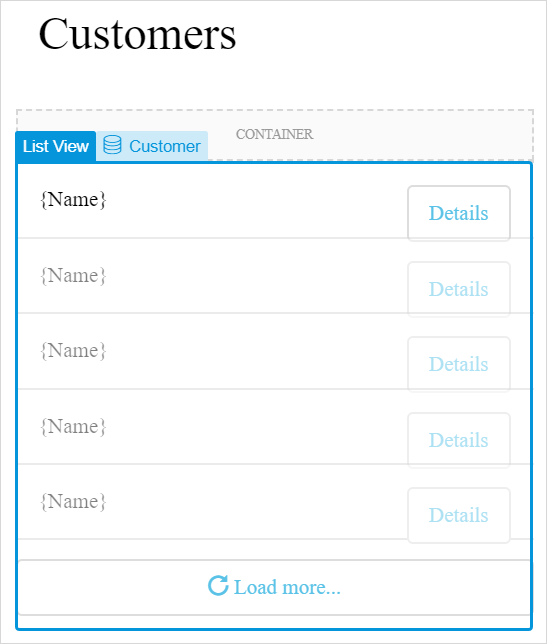 Customers
CONTAINER
List View Customer
{Name}
Details
{Name}
Details
{Name}
Details
{Name}
Details
{Name}
Details
Load more...